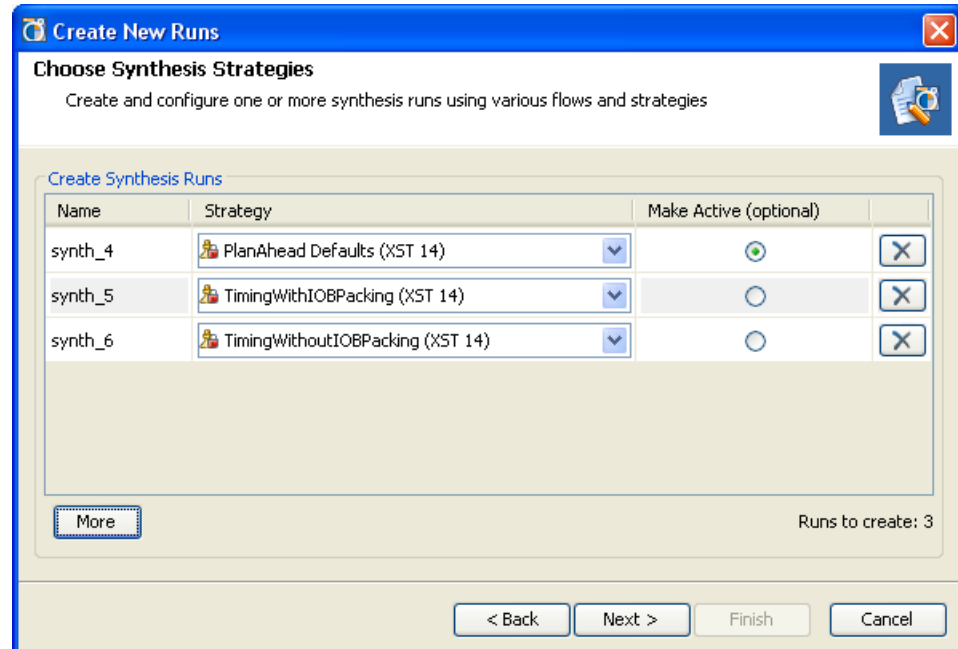 Create New Runs
Choose Synthesis Strategies
Create and configure one or more synthesis runs using various flows and strategies
Create Synthesis Runs
Name Strategy Make Active (optional)
synth_4 PlanAhead Defaults (XST 14)
synth_5 TimingWithIOBPacking (XST 14)
synth_6 TimingWithoutIOBPacking (XST 14)
More Runs to create: 3
< Back Next > Finish Cancel